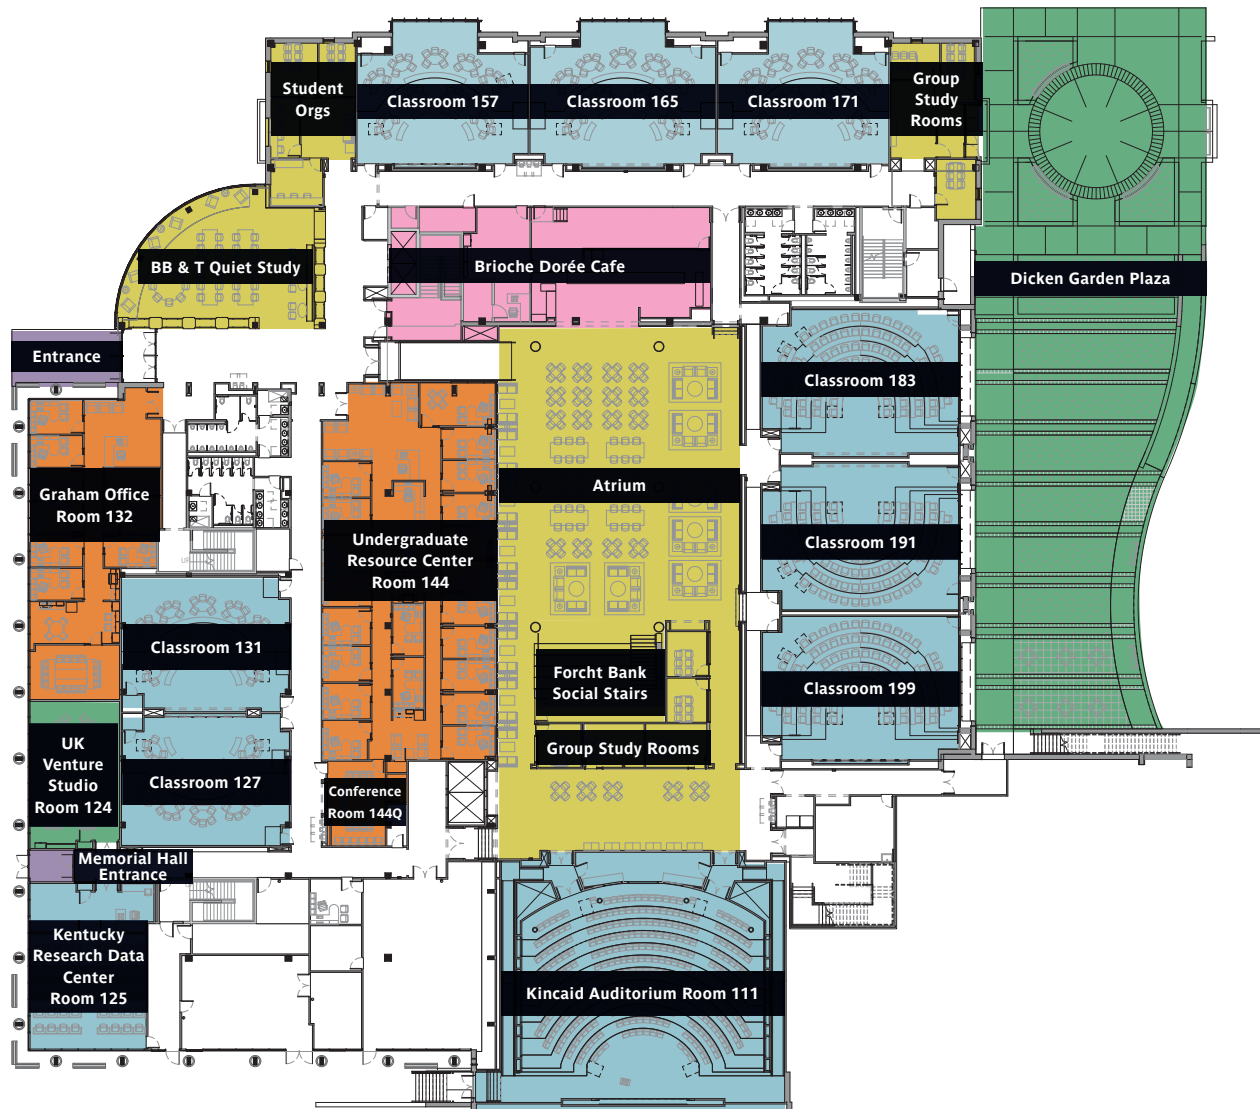 Student
Orgs
Classroom 157
Classroom 165
Classroom 171
Group
Study
Rooms
BB & T Quiet Study
Brioche Dorée Cafe
Dicken Garden Plaza
Entrance
Classroom 183
Graham Office
Room 132
Atrium
Undergraduate
Resource Center
Room 144
Classroom 191
Classroom 131
Forcht Bank
Social Stairs
Classroom 199
UK
Venture
Studio
Room 124
Group Study Rooms
Classroom 127
Conference
Room 144Q
Memorial Hall
Entrance
Kentucky
Research Data
Center
Room 125
Kincaid Auditorium Room 111